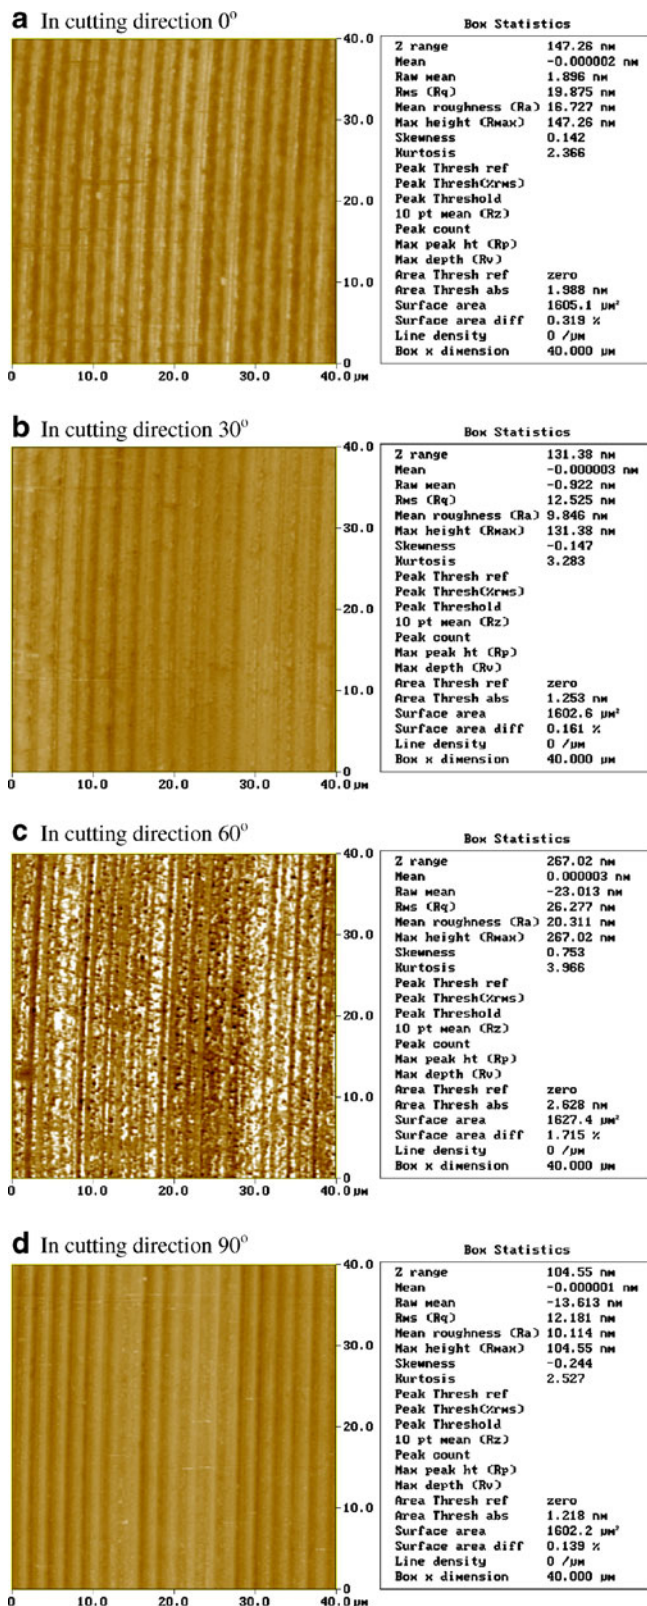 a In cutting direction 0°
40.0
30.0
20.0
10.0
0
0 10.0 20.0 30.0 40.0 μm
Box Statistics
Z range 147.26 nm
Mean -0.000002 nm
Raw mean 1.896 nm
Rms (Rq) 19.875 nm
Mean roughness (Ra) 16.727 nm
Max height (Rmax) 147.26 nm
Skewness 0.142
Kurtosis 2.366
Peak Thresh ref
Peak Thresh(%rms)
Peak Threshold
10 pt mean (Rz)
Peak count
Max peak ht (Rp)
Max depth (Rv)
Area Thresh ref zero
Area Thresh abs 1.988 nm
Surface area 1605.1 μm²
Surface area diff 0.319 %
Line density 0 /μm
Box x dimension 40.000 μm
b In cutting direction 30°
40.0
30.0
20.0
10.0
0
0 10.0 20.0 30.0 40.0 μm
Box Statistics
Z range 131.38 nm
Mean -0.000003 nm
Raw mean -0.922 nm
Rms (Rq) 12.525 nm
Mean roughness (Ra) 9.846 nm
Max height (Rmax) 131.38 nm
Skewness -0.147
Kurtosis 3.283
Peak Thresh ref
Peak Thresh(%rms)
Peak Threshold
10 pt mean (Rz)
Peak count
Max peak ht (Rp)
Max depth (Rv)
Area Thresh ref zero
Area Thresh abs 1.253 nm
Surface area 1602.6 μm²
Surface area diff 0.161 %
Line density 0 /μm
Box x dimension 40.000 μm
c In cutting direction 60°
40.0
30.0
20.0
10.0
0
0 10.0 20.0 30.0 40.0 μm
Box Statistics
Z range 267.02 nm
Mean 0.000003 nm
Raw mean -23.013 nm
Rms (Rq) 26.277 nm
Mean roughness (Ra) 20.311 nm
Max height (Rmax) 267.02 nm
Skewness 0.753
Kurtosis 3.966
Peak Thresh ref
Peak Thresh(%rms)
Peak Threshold
10 pt mean (Rz)
Peak count
Max peak ht (Rp)
Max depth (Rv)
Area Thresh ref zero
Area Thresh abs 2.628 nm
Surface area 1627.4 μm²
Surface area diff 1.715 %
Line density 0 /μm
Box x dimension 40.000 μm
d In cutting direction 90°
40.0
30.0
20.0
10.0
0
0 10.0 20.0 30.0 40.0 μm
Box Statistics
Z range 104.55 nm
Mean -0.000001 nm
Raw mean -13.613 nm
Rms (Rq) 12.181 nm
Mean roughness (Ra) 10.114 nm
Max height (Rmax) 104.55 nm
Skewness -0.244
Kurtosis 2.527
Peak Thresh ref
Peak Thresh(%rms)
Peak Threshold
10 pt mean (Rz)
Peak count
Max peak ht (Rp)
Max depth (Rv)
Area Thresh ref zero
Area Thresh abs 1.218 nm
Surface area 1602.2 μm²
Surface area diff 0.139 %
Line density 0 /μm
Box x dimension 40.000 μm